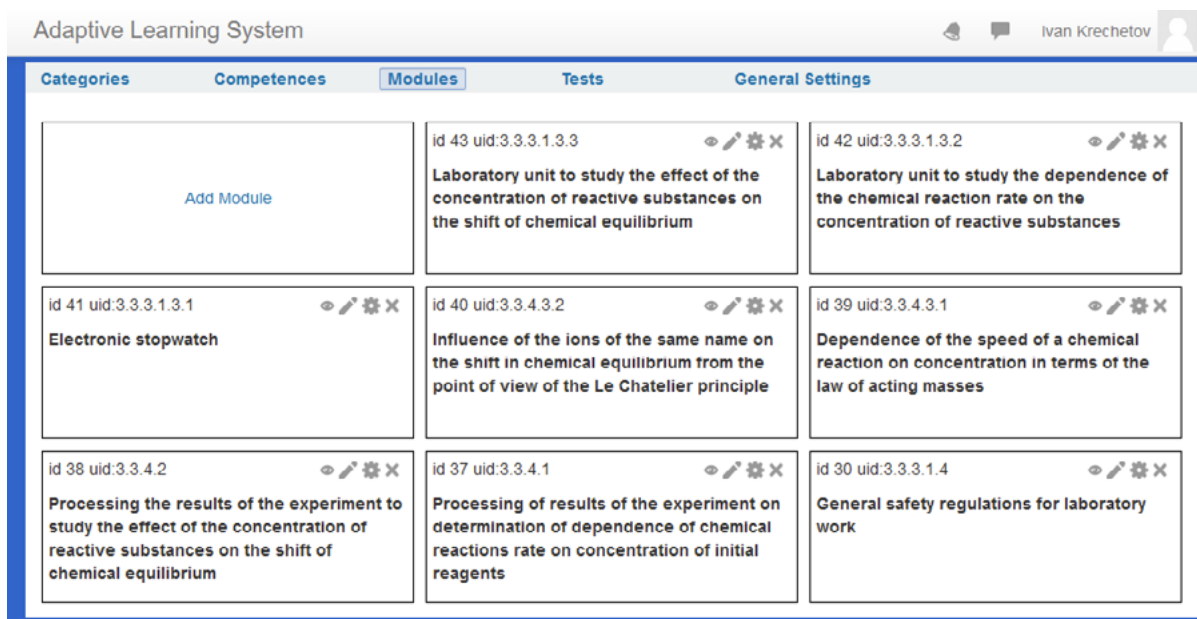 Adaptive Learning System
Ivan Krechetov
Categories Competences Modules Tests General Settings
Add Module
id 43 uid:3.3.3.1.3.3
Laboratory unit to study the effect of the
concentration of reactive substances on
the shift of chemical equilibrium
id 42 uid:3.3.3.1.3.2
Laboratory unit to study the dependence of
the chemical reaction rate on the
concentration of reactive substances
id 41 uid:3.3.3.1.3.1
Electronic stopwatch
id 40 uid:3.3.4.3.2
Influence of the ions of the same name on
the shift in chemical equilibrium from the
point of view of the Le Chatelier principle
id 39 uid:3.3.4.3.1
Dependence of the speed of a chemical
reaction on concentration in terms of the
law of acting masses
id 38 uid:3.3.4.2
Processing the results of the experiment to
study the effect of the concentration of
reactive substances on the shift of
chemical equilibrium
id 37 uid:3.3.4.1
Processing of results of the experiment on
determination of dependence of chemical
reactions rate on concentration of initial
reagents
id 30 uid:3.3.3.1.4
General safety regulations for laboratory
work